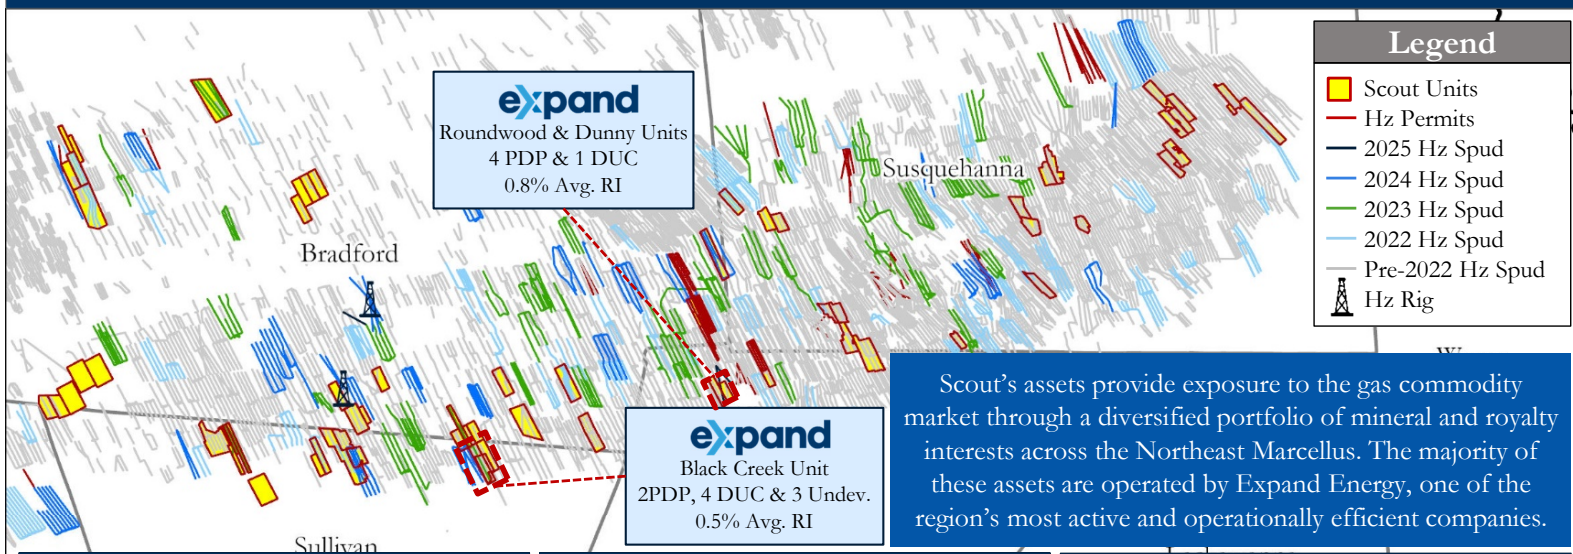 expand
Roundwood & Dunny Units
4 PDP & 1 DUC
0.8% Avg. RI
Legend
Scout Units
Hz Permits
2025 Hz Spud
2024 Hz Spud
2023 Hz Spud
2022 Hz Spud
Pre-2022 Hz Spud
Hz Rig
Susquehanna
Bradford
expand
Black Creek Unit
2PDP, 4 DUC & 3 Undev.
0.5% Avg. RI
Scout's assets provide exposure to the gas commodity
market through a diversified portfolio of mineral and royalty
interests across the Northeast Marcellus. The majority of
these assets are operated by Expand Energy, one of the
region's most active and operationally efficient companies.
Sullivan